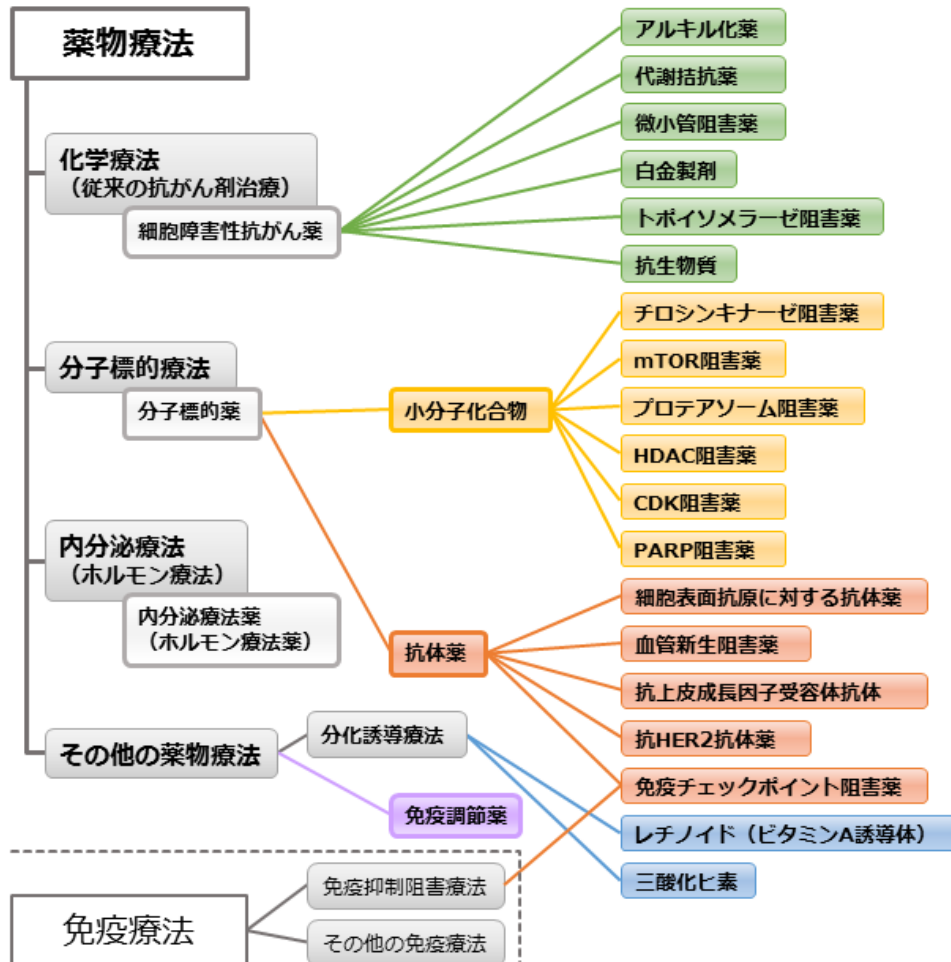 薬物療法
化学療法
（従来の抗がん剤治療）
細胞障害性抗がん薬
アルキル化薬
代謝拮抗薬
微小管阻害薬
白金製剤
トポイソメラーゼ阻害薬
抗生物質
分子標的療法
分子標的薬
小分子化合物
チロシンキナーゼ阻害薬
mTOR阻害薬
プロテアソーム阻害薬
HDAC阻害薬
CDK阻害薬
PARP阻害薬
抗体薬
細胞表面抗原に対する抗体薬
血管新生阻害薬
抗上皮成長因子受容体抗体
抗HER2抗体薬
免疫チェックポイント阻害薬
内分泌療法
（ホルモン療法）
内分泌療法薬
（ホルモン療法薬）
その他の薬物療法
分化誘導療法
レチノイド（ビタミンA誘導体）
三酸化ヒ素
免疫調節薬
免疫療法
免疫抑制阻害療法
その他の免疫療法